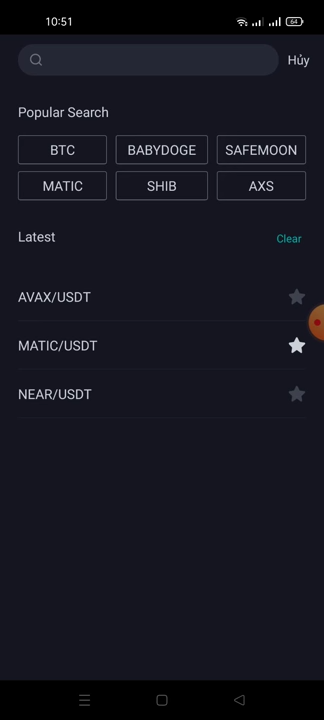 10:51
64
Hủy
Popular Search
BTC
BABYDOGE
SAFEMOON
MATIC
SHIB
AXS
Latest
Clear
AVAX/USDT
MATIC/USDT
NEAR/USDT